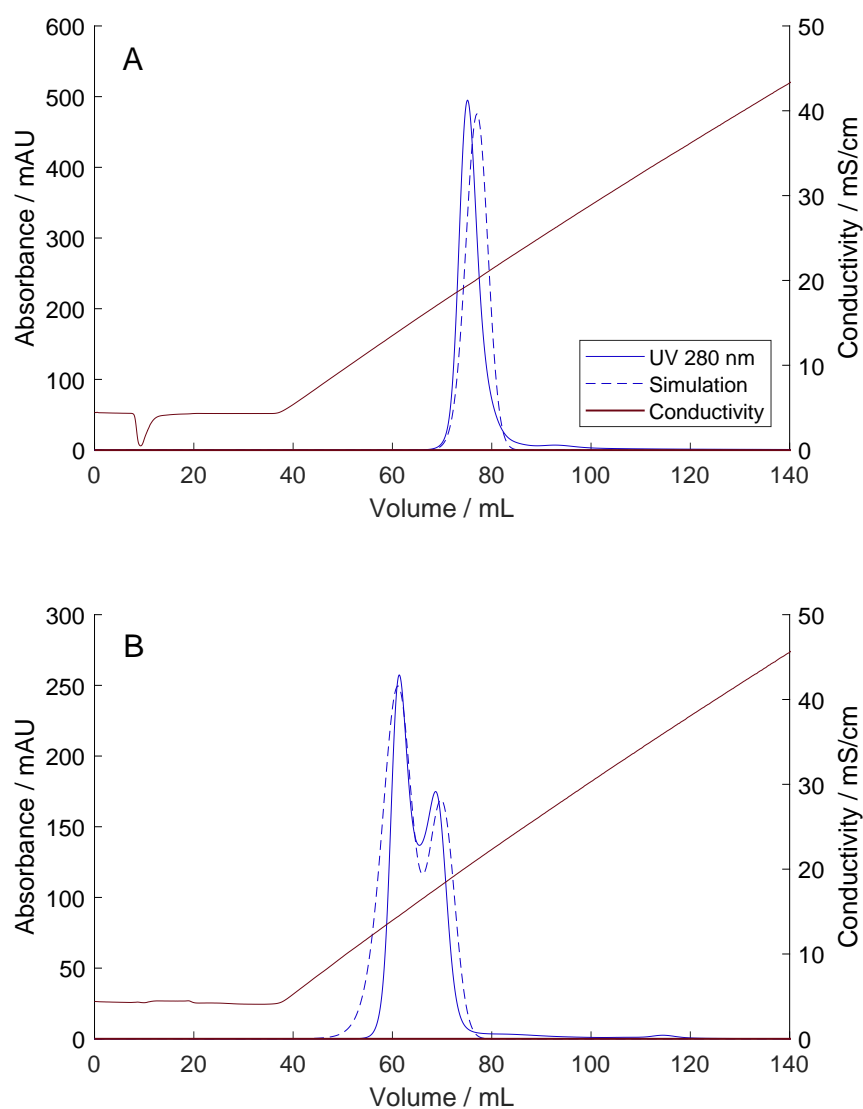 A
600
500
400
300
200
100
0
Absorbance / mAU
50
40
30
20
10
0
Conductivity / mS/cm
UV 280 nm
Simulation
Conductivity
0 20 40 60 80 100 120 140
Volume / mL
B
300
250
200
150
100
50
0
Absorbance / mAU
50
40
30
20
10
0
Conductivity / mS/cm
0 20 40 60 80 100 120 140
Volume / mL